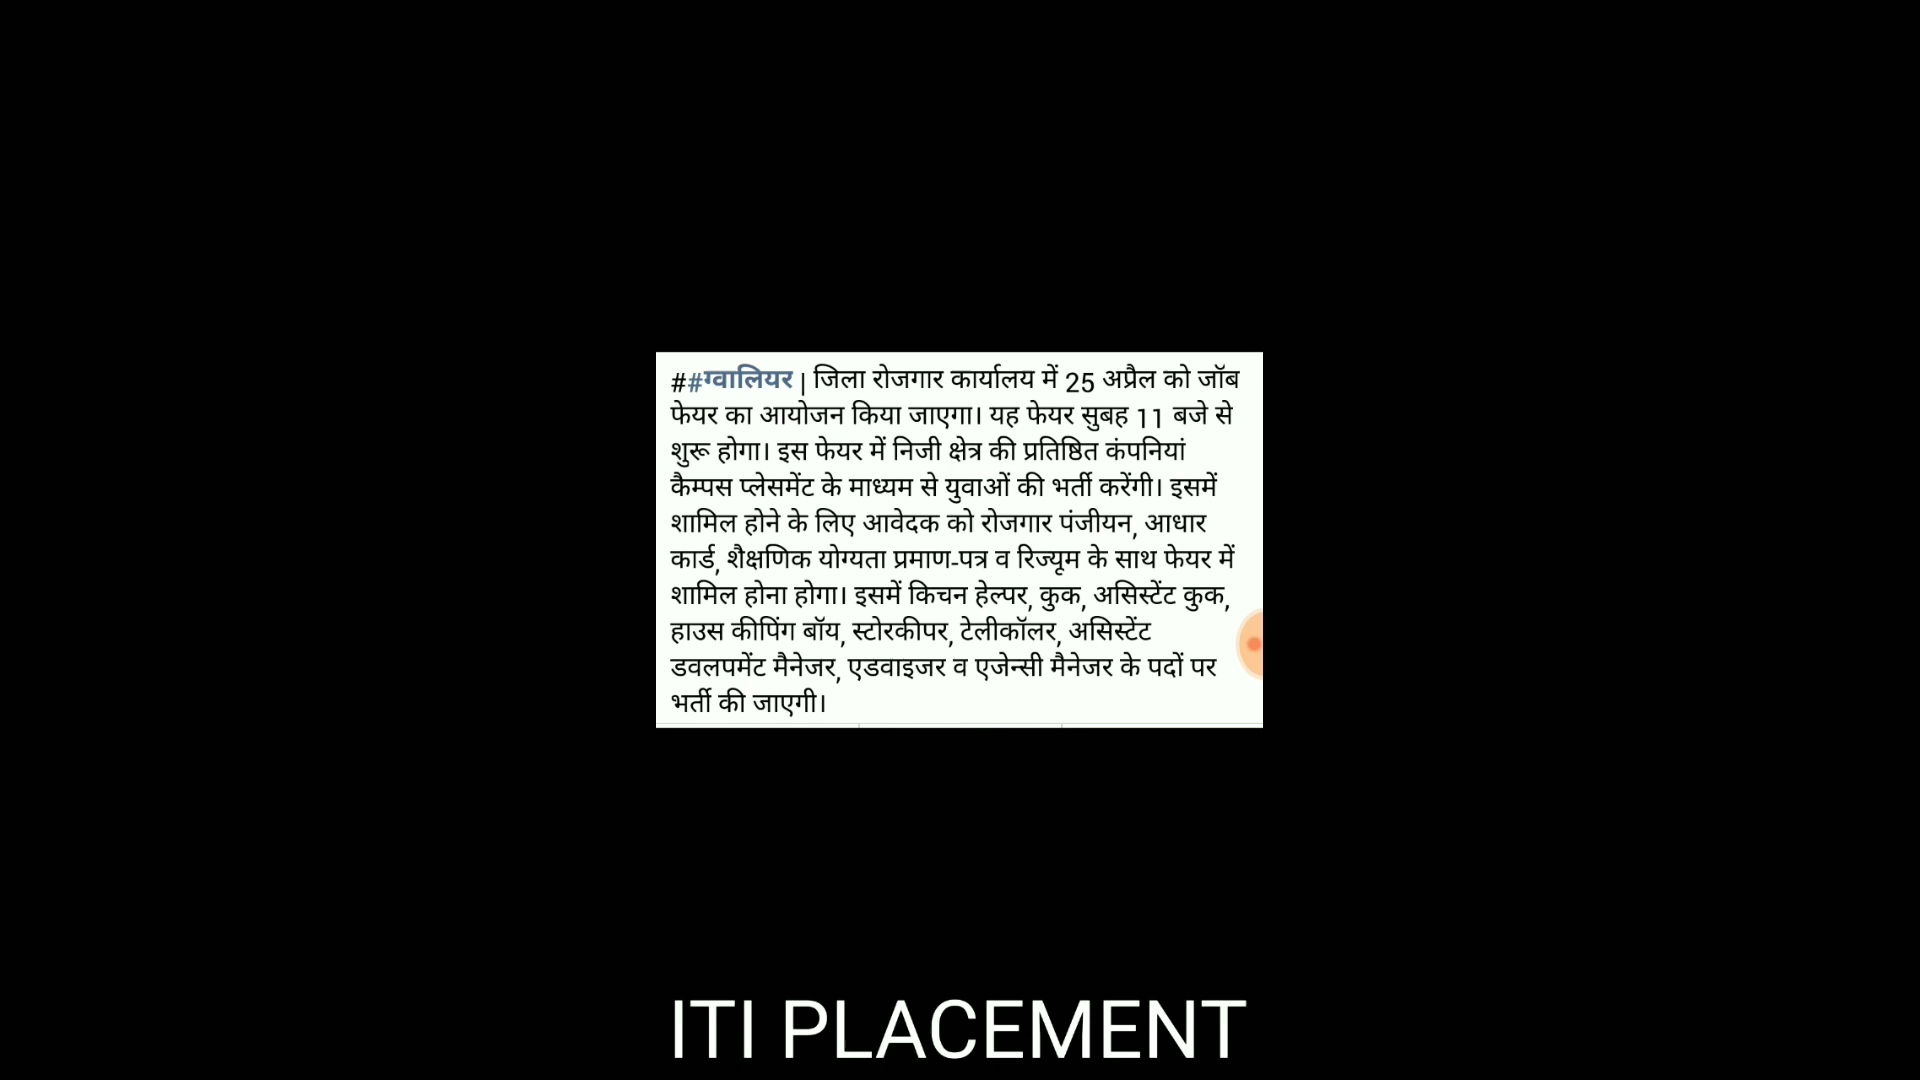 ##ग्वालियर | जिला रोजगार कार्यालय में 25 अप्रैल को जॉब
फेयर का आयोजन किया जाएगा। यह फेयर सुबह 11 बजे से
शुरू होगा। इस फेयर में निजी क्षेत्र की प्रतिष्ठित कंपनियां
कैम्पस प्लेसमेंट के माध्यम से युवाओं की भर्ती करेंगी। इसमें
शामिल होने के लिए आवेदक को रोजगार पंजीयन, आधार
कार्ड, शैक्षणिक योग्यता प्रमाण-पत्र व रिज्यूम के साथ फेयर में
शामिल होना होगा। इसमें किचन हेल्पर, कुक, असिस्टेंट कुक,
हाउस कीपिंग बॉय, स्टोरकीपर, टेलीकॉलर, असिस्टेंट
डवलपमेंट मैनेजर, एडवाइजर व एजेन्सी मैनेजर के पदों पर
भर्ती की जाएगी।
ITI PLACEMENT